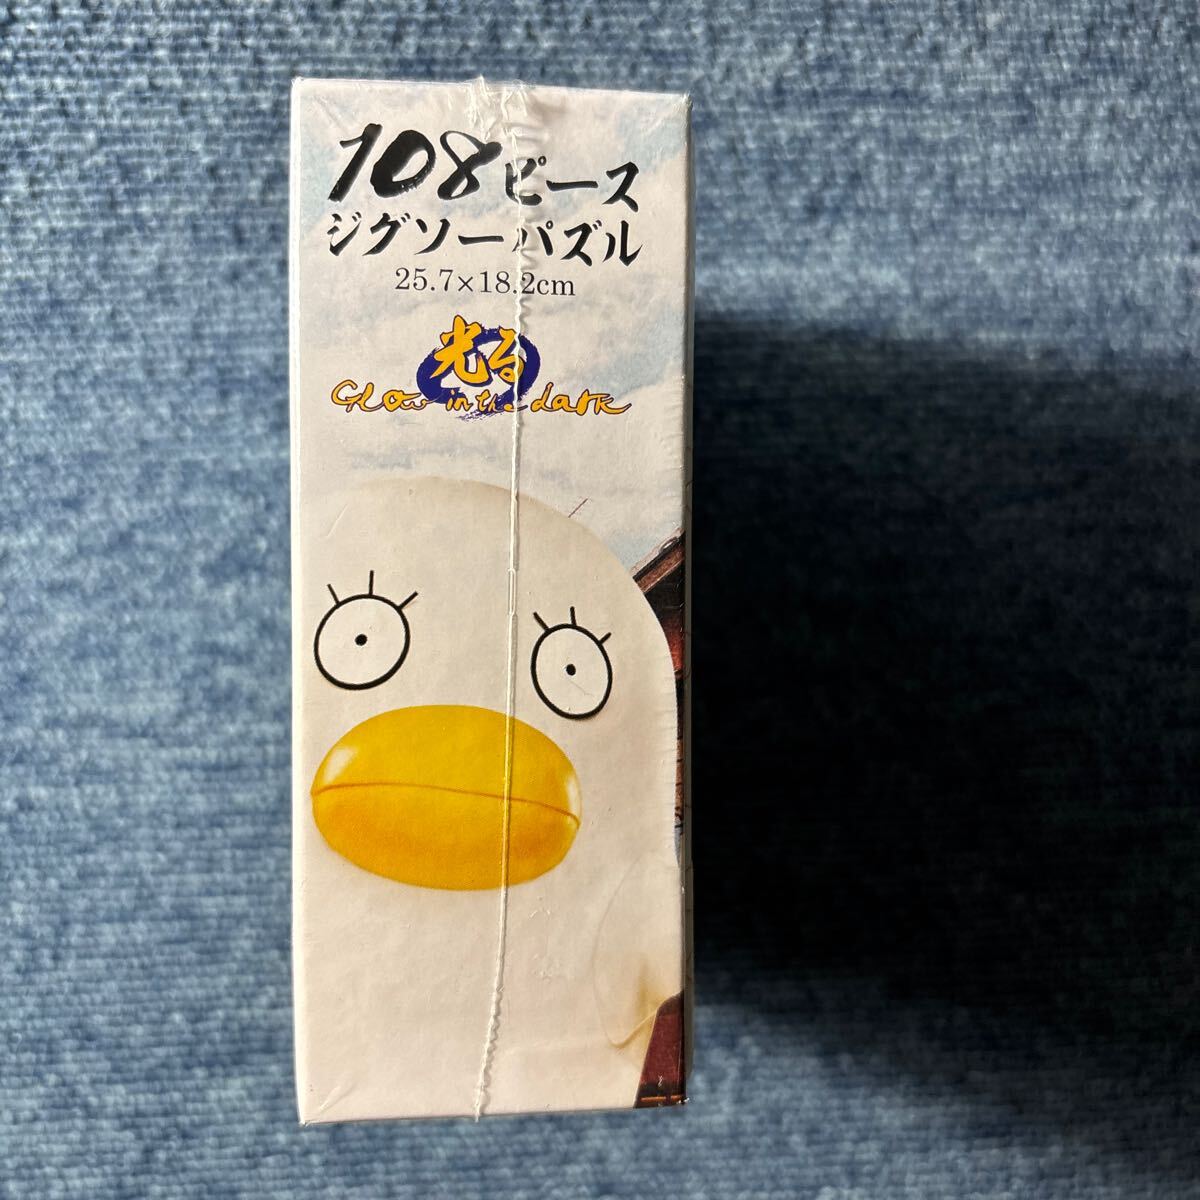 108ピース
ジグソーパズル
25.7×18.2cm
光る
Glow in the dark